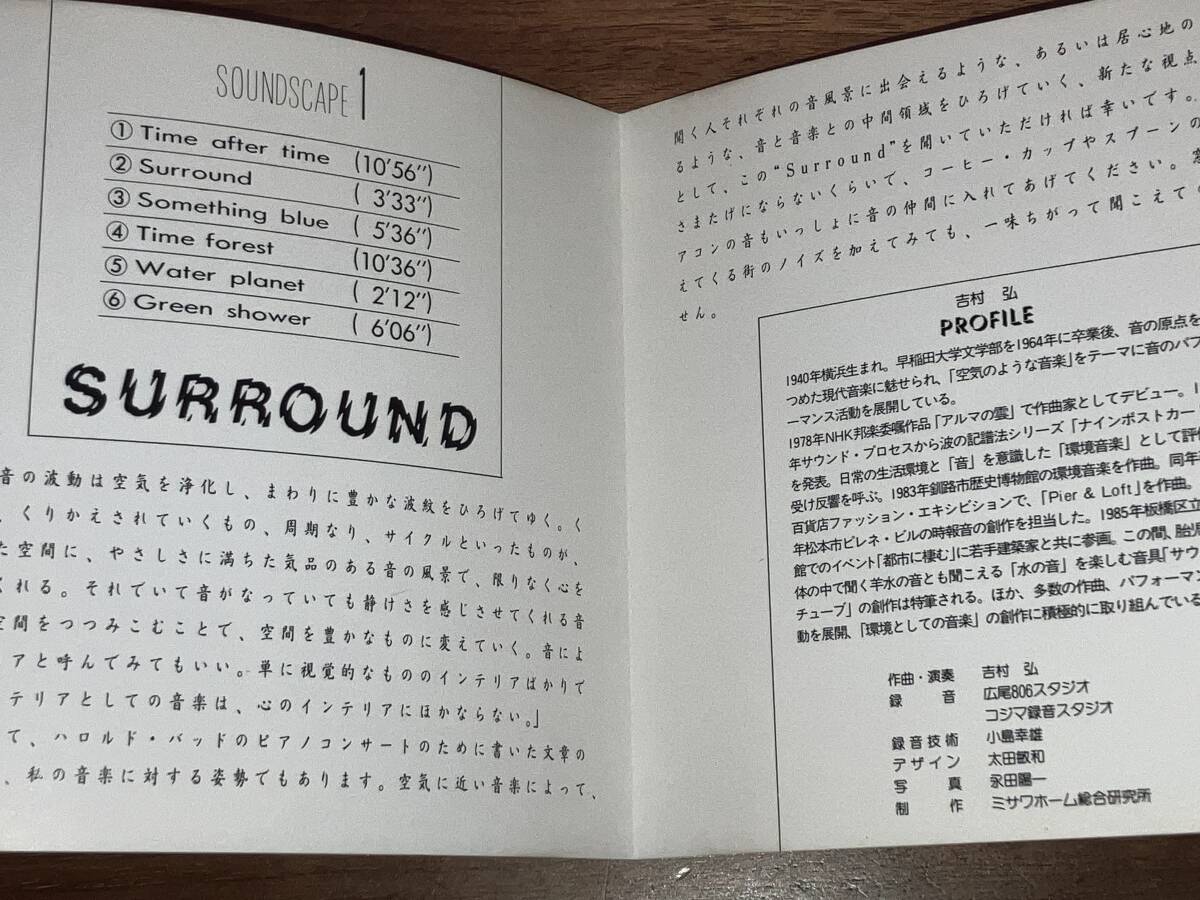 SOUNDSCAPE 1
① Time after time (10′56″)
② Surround ( 3′33″)
③ Something blue ( 5′36″)
④ Time forest (10′36″)
⑤ Water planet ( 2′12″)
⑥ Green shower ( 6′06″)
SURROUND
音の波動は空気を浄化し、まわりに豊かな波紋をひろげてゆく。く
、くりかえされていくもの、周期なり、サイクルといったものが、
た空間に、やさしさに満ちた気品のある音の風景で、限りなく心を
くれる。それでいて音がなっていても静けさを感じさせてくれる音
空間をつつみこむことで、空間を豊かなものに変えていく。音によ
リアと呼んでみてもいい。単に視覚的なもののインテリアばかりで
テリアとしての音楽は、心のインテリアにほかならない。」
て、ハロルド・バッドのピアノコンサートのために書いた文章の
、私の音楽に対する姿勢でもあります。空気に近い音楽によって、
聞く人それぞれの音風景に出会えるような、あるいは居心地の
るような、音と音楽との中間領域をひろげていく、新たな視点
として、この“Surround”を聞いていただければ幸いです。
さまたげにならないくらいで、コーヒー・カップやスプーンの
アコンの音もいっしょに音の仲間に入れてあげてください。窓
えてくる街のノイズを加えてみても、一味ちがって聞こえて
せん。
吉村 弘
PROFILE
1940年横浜生まれ。早稲田大学文学部を1964年に卒業後、音の原点を
つめた現代音楽に魅せられ、「空気のような音楽」をテーマに音のパフ
ーマンス活動を展開している。
1978年NHK邦楽委嘱作品「アルマの雲」で作曲家としてデビュー。1
年サウンド・プロセスから波の記譜法シリーズ「ナインポストカード
を発表。日常の生活環境と「音」を意識した「環境音楽」として評価
受け反響を呼ぶ。1983年釧路市歴史博物館の環境音楽を作曲。同年
百貨店ファッション・エキシビションで、「Pier & Loft」を作曲。
年松本市ピレネ・ビルの時報音の創作を担当した。1985年板橋区立
館でのイベント「都市に棲む」に若手建築家と共に参画。この間、胎児
体の中で聞く羊水の音とも聞こえる「水の音」を楽しむ音具「サウ
チューブ」の創作は特筆される。ほか、多数の作曲、パフォーマン
動を展開、「環境としての音楽」の創作に積極的に取り組んでいる
作曲・演奏 吉村 弘
録 音 広尾806スタジオ
コジマ録音スタジオ
録音技術 小島幸雄
デザイン 太田敏和
写 真 永田陽一
制 作 ミサワホーム総合研究所